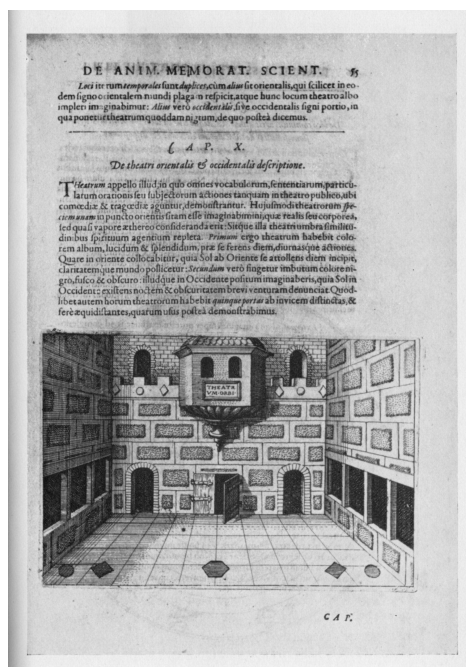 DE ANIM. MEMORAT. SCIENT. 55
Loci iterum temporales sunt duplices, cum alius sit orientalis, qui scilicet in eo-
dem signo orientalem mundi plagam respicit, atque hunc locum theatro albo
impleri imaginabimur: Alius verò occidentalis, sive occidentalis signi portio, in
qua ponetur theatrum quoddam nigrum, de quo posteà dicemus.
CAP. X.
De theatri orientalis & occidentalis descriptione.
THeatrum appello illud, in quo omnes vocabulorum, sententiarum, particu-
larum orationis seu subjectorum actiones tanquam in theatro publico, ubi
comœdiæ & tragœdiæ aguntur, demonstrantur. Hujusmodi theatrorum spe-
ciem unam in puncto orientis sitam esse imaginabimini, quæ realis seu corporea,
sed quasi vapore æthereo consideranda erit: Sitque illa theatri umbra similitu-
dinibus spirituum agentium repleta. Primum ergo theatrum habebit colo-
rem album, lucidum & splendidum, præ se ferens diem, diurnasque actiones.
Quare in oriente collocabitur, quia Sol ab Oriente se attollens diem incipit,
claritatemque mundo pollicetur: Secundum verò fingetur imbutum colore ni-
gro, fusco & obscuro: illudque in Occidente positum imaginaberis, quia Sol in
Occidente existens noctem & obscuritatem brevi venturam denunciat. Quod-
libet autem horum theatrorum habebit quinque portas ab invicem distinctas, &
ferè æquidistantes, quarum usus posteà demonstrabimus.
THEATR
UM ORBI
CAP.